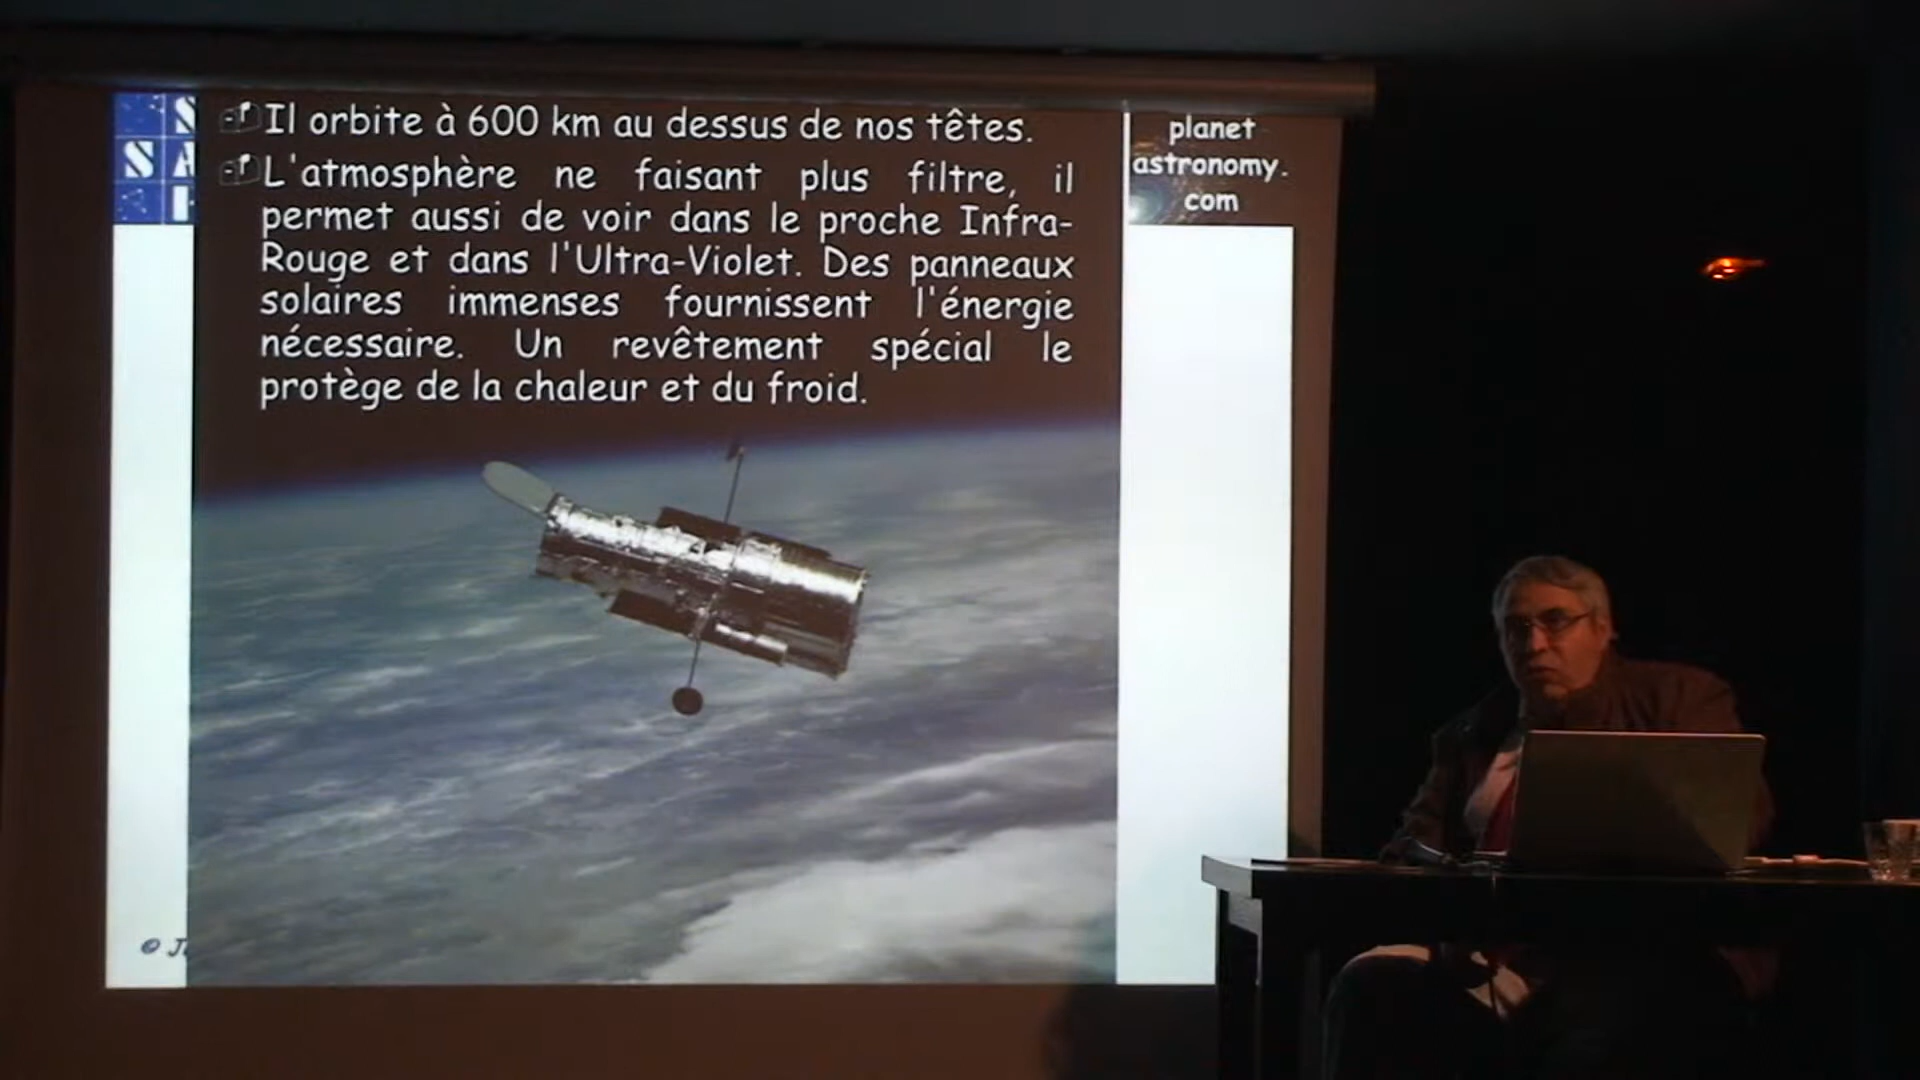 Il orbite à 600 km au dessus de nos têtes.
L'atmosphère ne faisant plus filtre, il
permet aussi de voir dans le proche Infra-
Rouge et dans l'Ultra-Violet. Des panneaux
solaires immenses fournissent l'énergie
nécessaire. Un revêtement spécial le
protège de la chaleur et du froid.
planet
astronomy.
com
S
S A
©